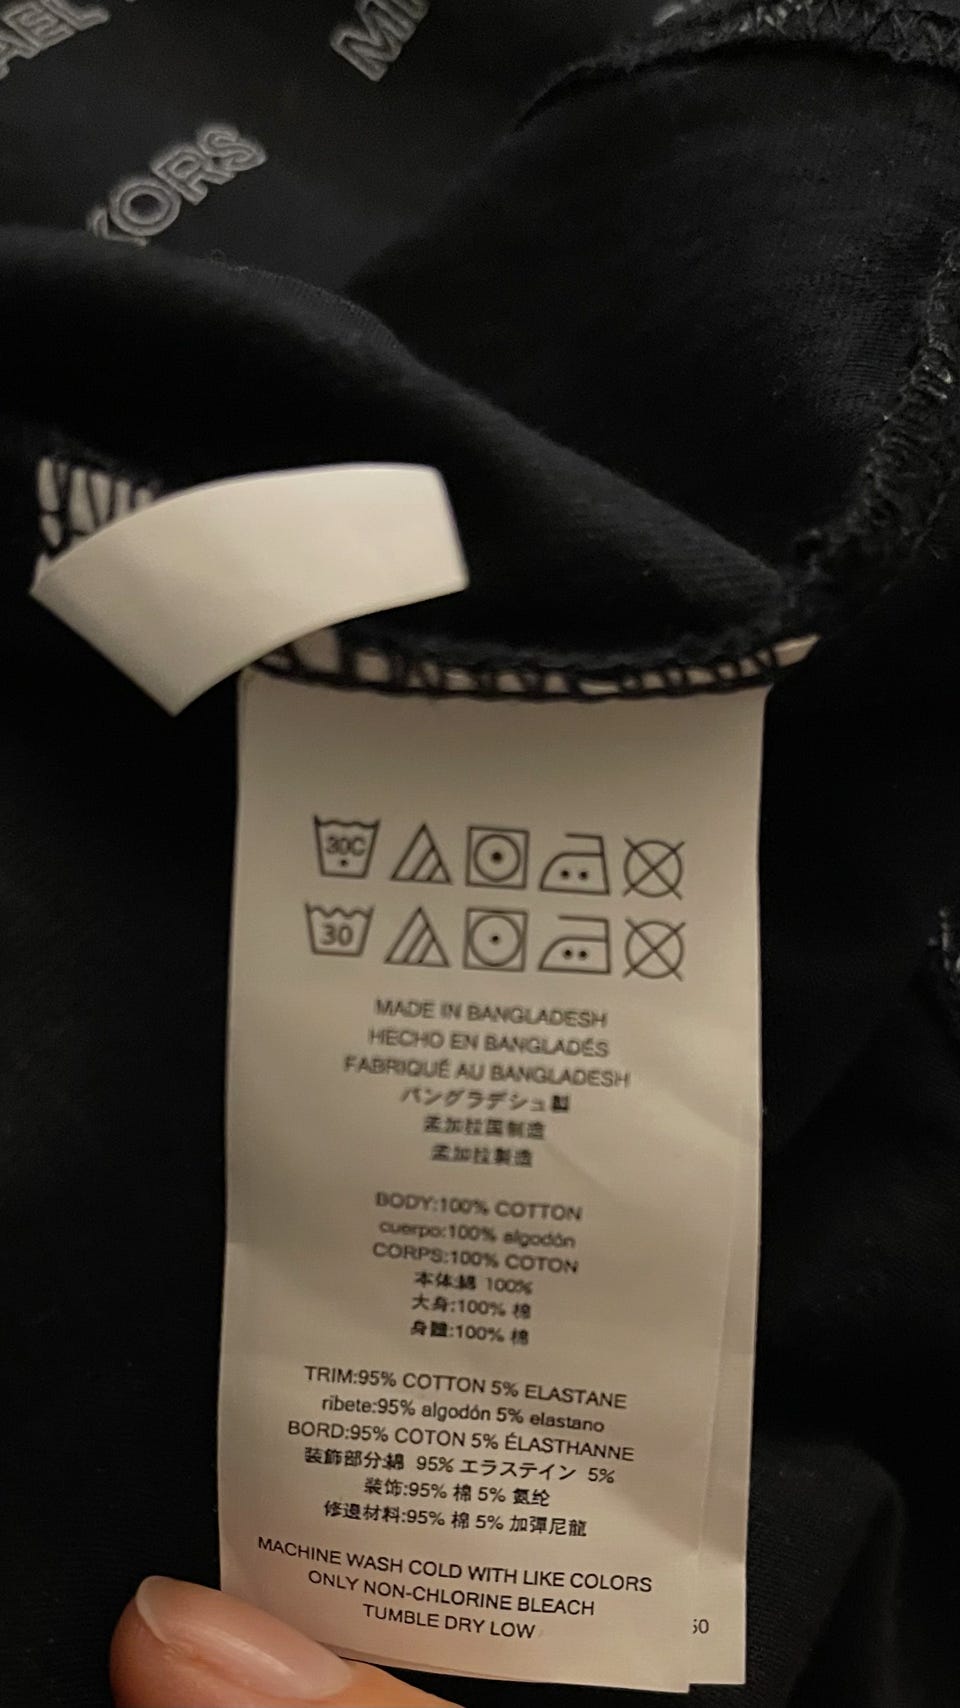 AEL
MI
KORS
30C
30
MADE IN BANGLADESH
HECHO EN BANGLADÉS
FABRIQUÉ AU BANGLADESH
バングラデシュ製
孟加拉国制造
孟加拉製造
BODY:100% COTTON
cuerpo:100% algodón
CORPS:100% COTON
本体:綿 100%
大身:100% 棉
身體:100% 棉
TRIM:95% COTTON 5% ELASTANE
ribete:95% algodón 5% elastano
BORD:95% COTON 5% ÉLASTHANNE
装飾部分:綿 95% エラステイン 5%
装饰:95% 棉 5% 氨纶
修邊材料:95% 棉 5% 加彈尼龍
MACHINE WASH COLD WITH LIKE COLORS
ONLY NON-CHLORINE BLEACH
TUMBLE DRY LOW